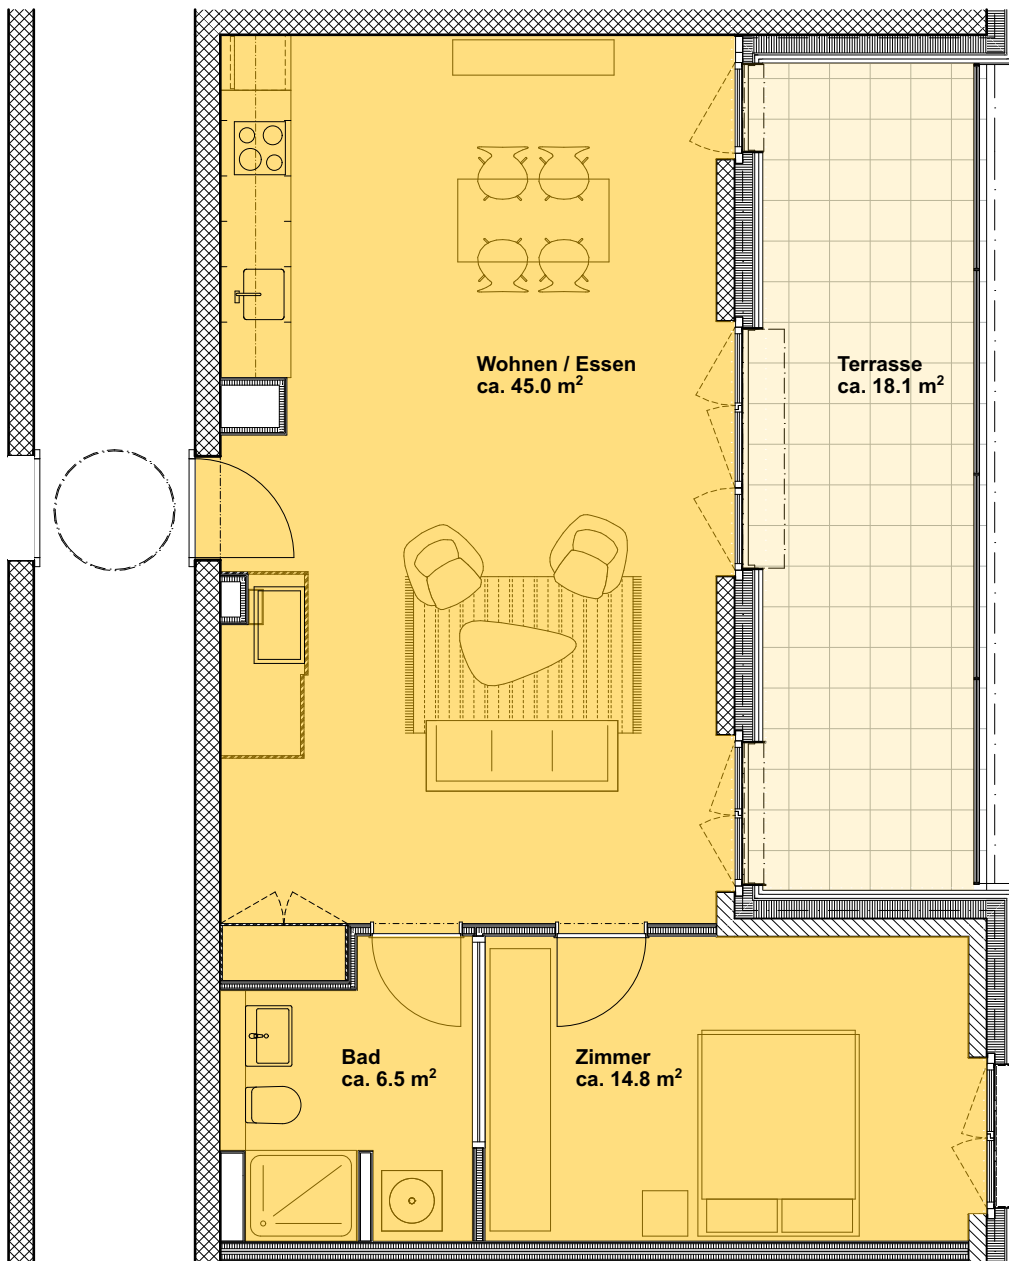 Wohnen / Essen
ca. 45.0 m²
Terrasse
ca. 18.1 m²
Bad
ca. 6.5 m²
Zimmer
ca. 14.8 m²